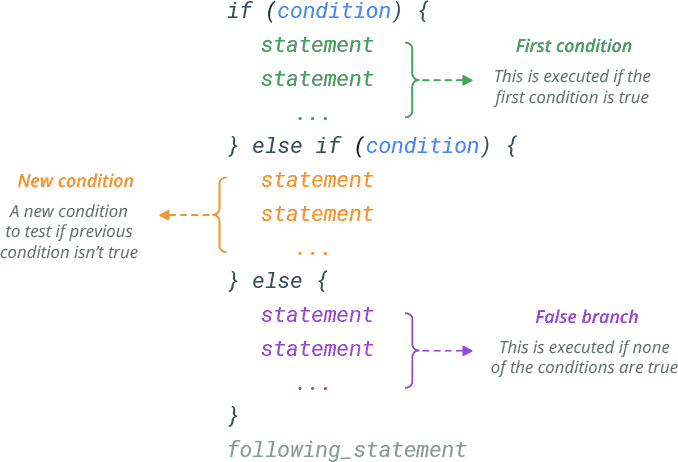 if (condition) {
statement
statement
...
First condition
This is executed if the
first condition is true
} else if (condition) {
New condition
A new condition
to test if previous
condition isn’t true
statement
statement
...
} else {
statement
statement
...
False branch
This is executed if none
of the conditions are true
}
following_statement